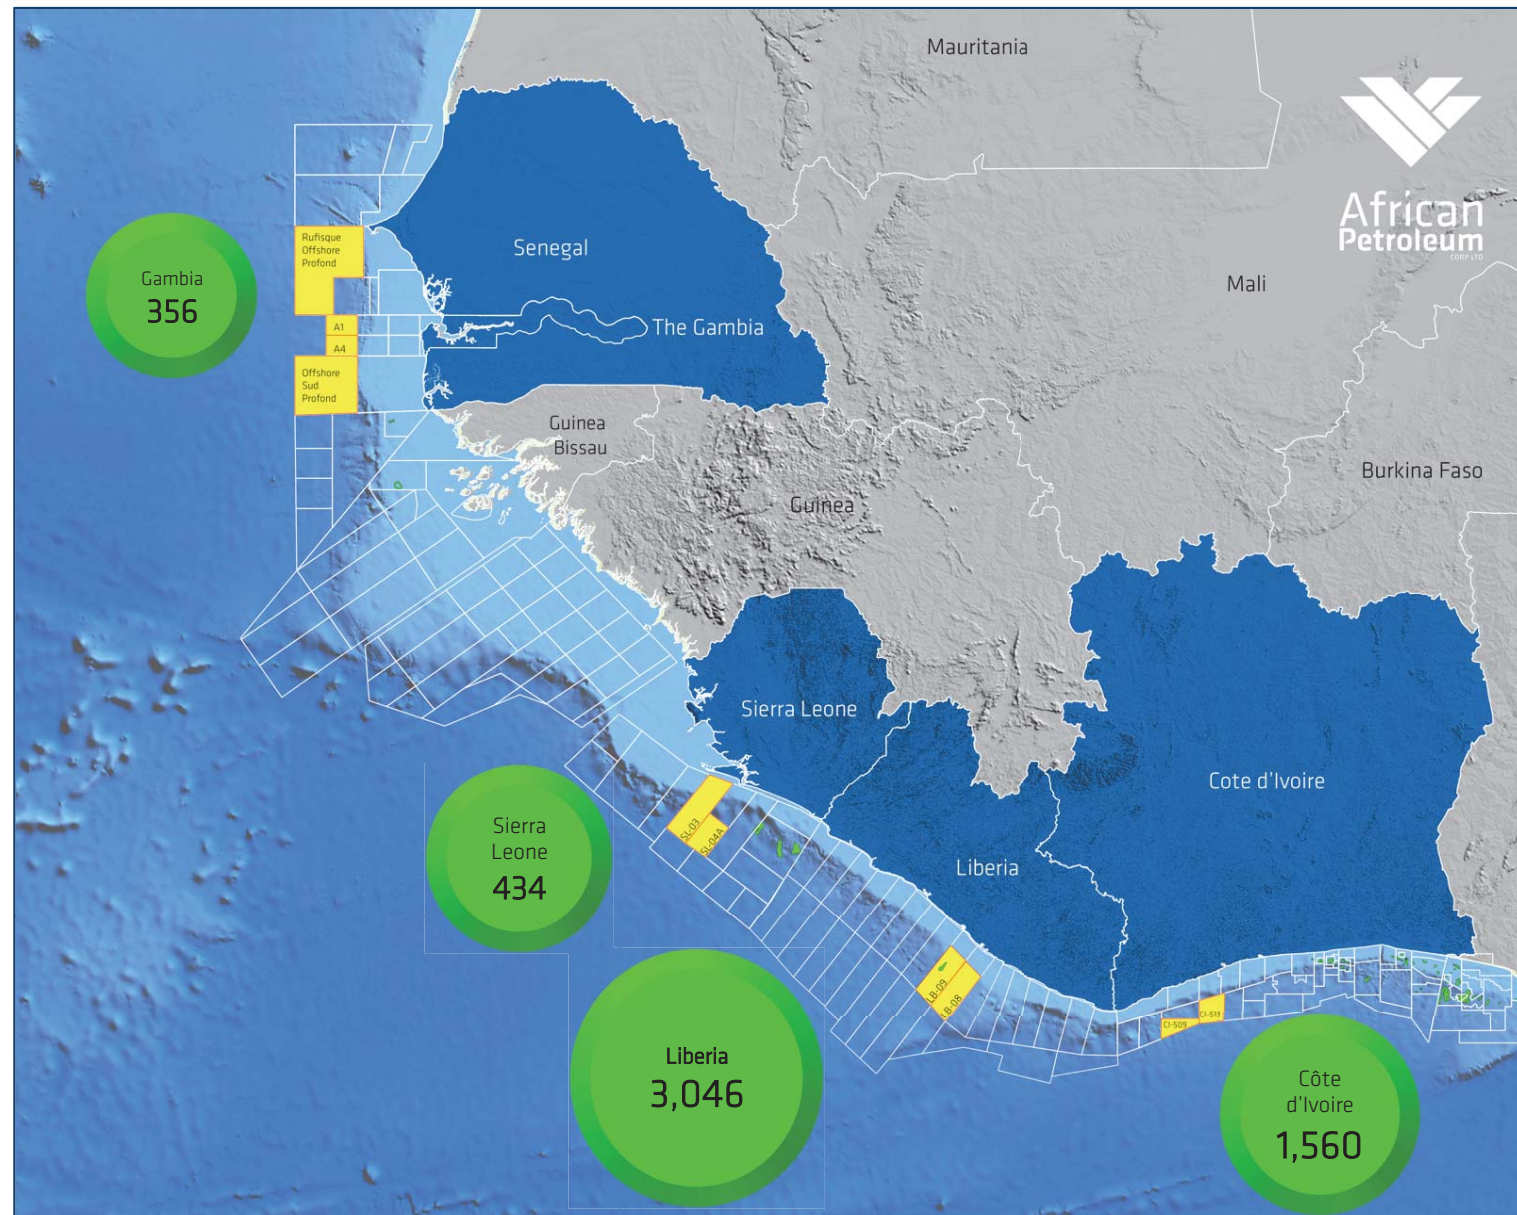 Mauritania
African
Petroleum
CORP LTD
Senegal
Rufisque
Offshore
Profond
Gambia
356
Mali
The Gambia
A1
A4
Offshore
Sud
Profond
Guinea
Bissau
Burkina Faso
Guinea
Sierra Leone
Cote d'Ivoire
SL-03
SL-04A
Sierra
Leone
434
Liberia
LB-09
LB-08
CI-509
CI-513
Liberia
3,046
Côte
d'Ivoire
1,560